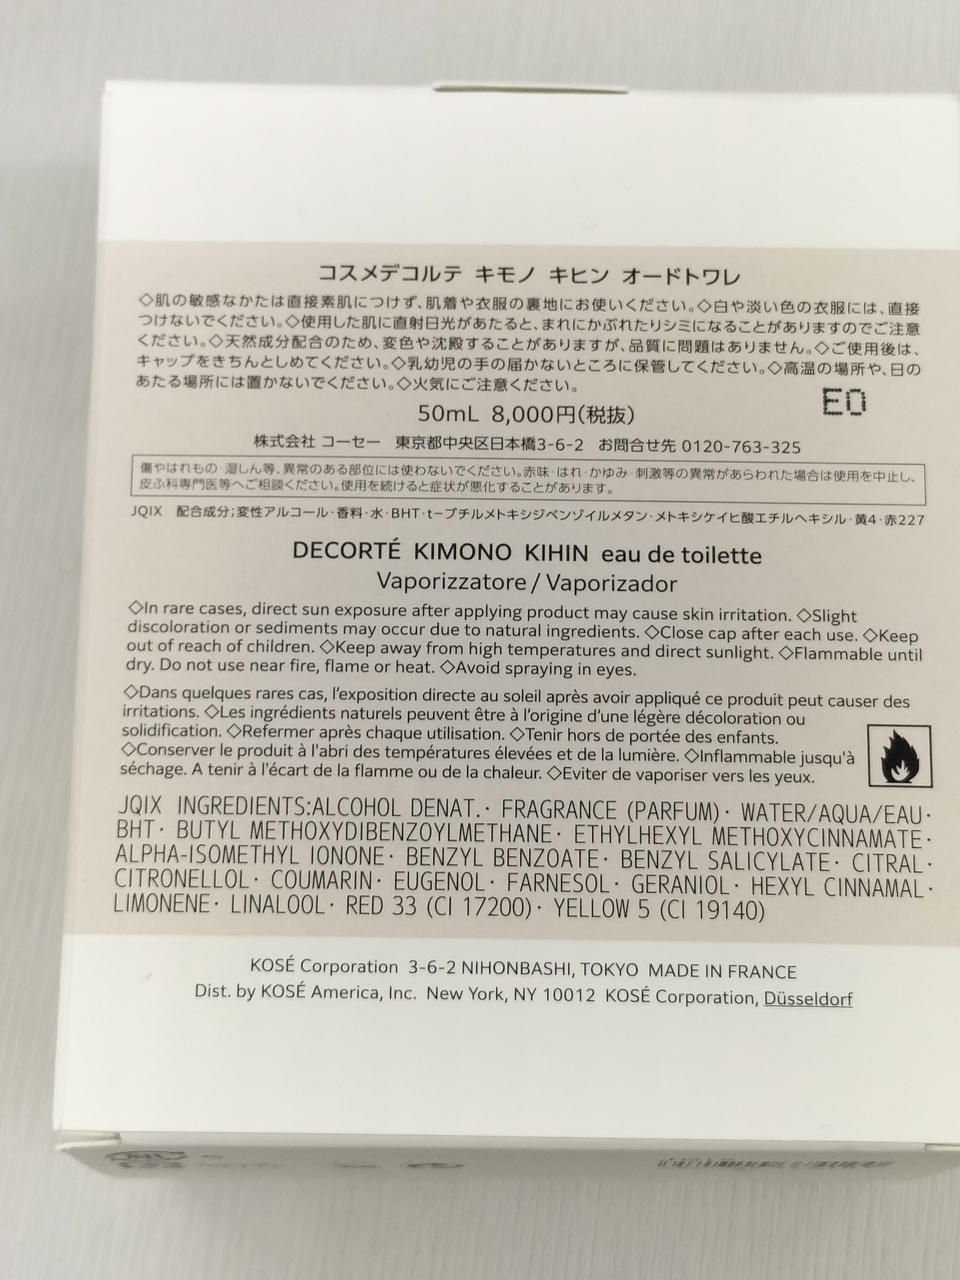 コスメデコルテ キモノ キヒン オードトワレ
◇肌の敏感なかたは直接素肌につけず、肌着や衣服の裏地にお使いください。◇白や淡い色の衣服には、直接
つけないでください。◇使用した肌に直射日光があたると、まれにかぶれたりシミになることがありますのでご注意
ください。◇天然成分配合のため、変色や沈殿することがありますが、品質に問題はありません。◇ご使用後は、
キャップをきちんとしめてください。◇乳幼児の手の届かないところに保管してください。◇高温の場所や、日の
あたる場所には置かないでください。◇火気にご注意ください。
EO
50mL 8,000円(税抜)
株式会社 コーセー 東京都中央区日本橋3-6-2 お問合せ先 0120-763-325
傷やはれもの・湿しん等、異常のある部位には使わないでください。赤味・はれ・かゆみ・刺激等の異常があらわれた場合は使用を中止し、
皮ふ科専門医等へご相談ください。使用を続けると症状が悪化することがあります。
JQIX 配合成分;変性アルコール・香料・水・BHT・t-ブチルメトキシジベンゾイルメタン・メトキシケイヒ酸エチルヘキシル・黄4・赤227
DECORTÉ KIMONO KIHIN eau de toilette
Vaporizzatore / Vaporizador
◇In rare cases, direct sun exposure after applying product may cause skin irritation. ◇Slight
discoloration or sediments may occur due to natural ingredients. ◇Close cap after each use. ◇Keep
out of reach of children. ◇Keep away from high temperatures and direct sunlight. ◇Flammable until
dry. Do not use near fire, flame or heat. ◇Avoid spraying in eyes.
◇Dans quelques rares cas, l'exposition directe au soleil après avoir appliqué ce produit peut causer des
irritations. ◇Les ingrédients naturels peuvent être à l'origine d'une légère décoloration ou
solidification. ◇Refermer après chaque utilisation. ◇Tenir hors de portée des enfants.
◇Conserver le produit à l'abri des températures élevées et de la lumière. ◇Inflammable jusqu'à
séchage. A tenir à l'écart de la flamme ou de la chaleur. ◇Eviter de vaporiser vers les yeux.
JQIX INGREDIENTS:ALCOHOL DENAT.・ FRAGRANCE (PARFUM)・ WATER/AQUA/EAU・
BHT・ BUTYL METHOXYDIBENZOYLMETHANE・ ETHYLHEXYL METHOXYCINNAMATE・
ALPHA-ISOMETHYL IONONE・ BENZYL BENZOATE・ BENZYL SALICYLATE・ CITRAL・
CITRONELLOL・ COUMARIN・ EUGENOL・ FARNESOL・ GERANIOL・ HEXYL CINNAMAL・
LIMONENE・ LINALOOL・ RED 33 (CI 17200)・ YELLOW 5 (CI 19140)
KOSÉ Corporation 3-6-2 NIHONBASHI, TOKYO MADE IN FRANCE
Dist. by KOSÉ America, Inc. New York, NY 10012 KOSÉ Corporation, Düsseldorf